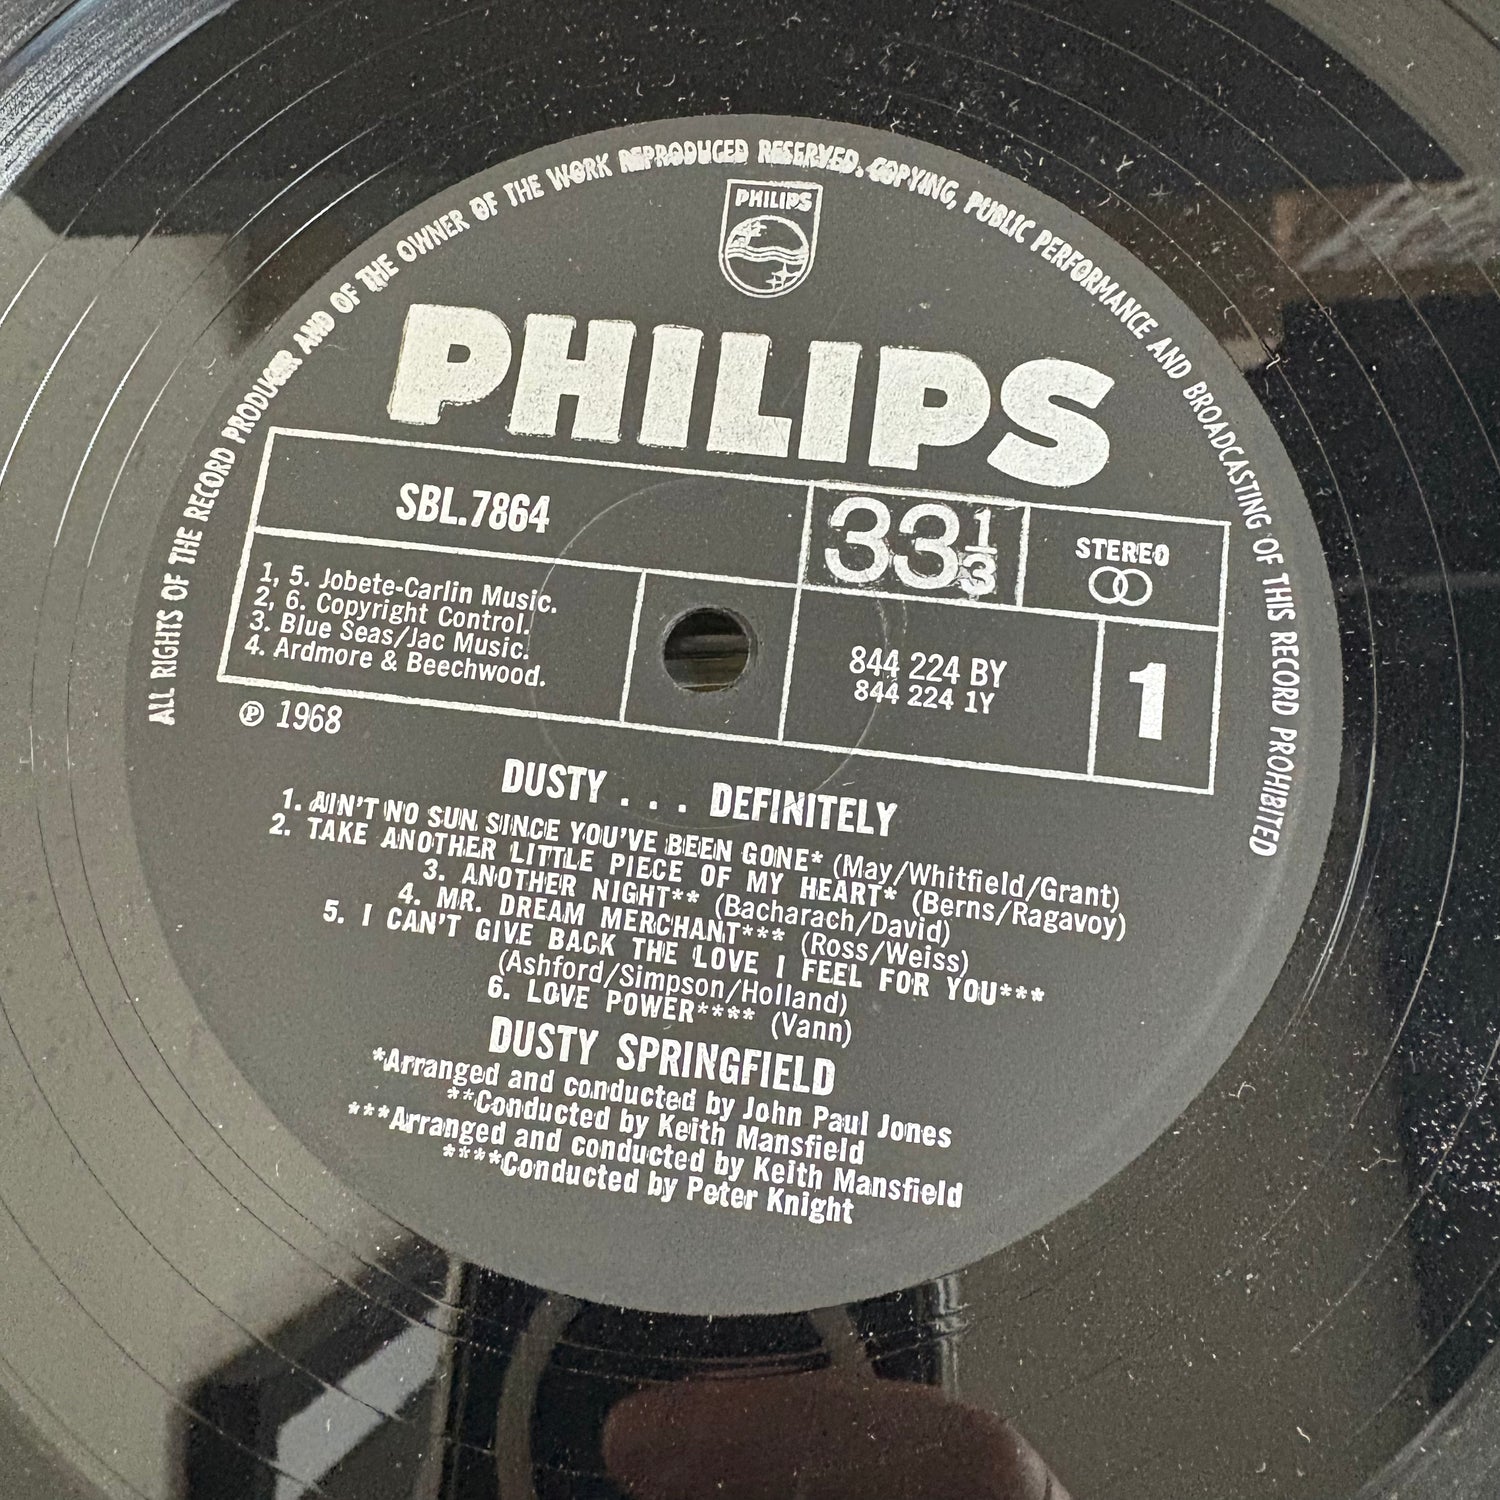 ALL RIGHTS OF THE RECORD PRODUCER AND OF THE OWNER OF THE WORK REPRODUCED RESERVED. COPYING, PUBLIC PERFORMANCE AND BROADCASTING OF THIS RECORD PROHIBITED
PHILIPS
PHILIPS
SBL.7864
33 1/3
STEREO
1, 5. Jobete-Carlin Music.
2, 6. Copyright Control.
3. Blue Seas/Jac Music.
4. Ardmore & Beechwood.
844 224 BY
844 224 1Y
1
℗ 1968
DUSTY . . . DEFINITELY
1. AIN'T NO SUN SINCE YOU'VE BEEN GONE* (May/Whitfield/Grant)
2. TAKE ANOTHER LITTLE PIECE OF MY HEART* (Berns/Ragavoy)
3. ANOTHER NIGHT** (Bacharach/David)
4. MR. DREAM MERCHANT*** (Ross/Weiss)
5. I CAN'T GIVE BACK THE LOVE I FEEL FOR YOU***
(Ashford/Simpson/Holland)
6. LOVE POWER**** (Vann)
DUSTY SPRINGFIELD
*Arranged and conducted by John Paul Jones
**Conducted by Keith Mansfield
***Arranged and conducted by Keith Mansfield
****Conducted by Peter Knight